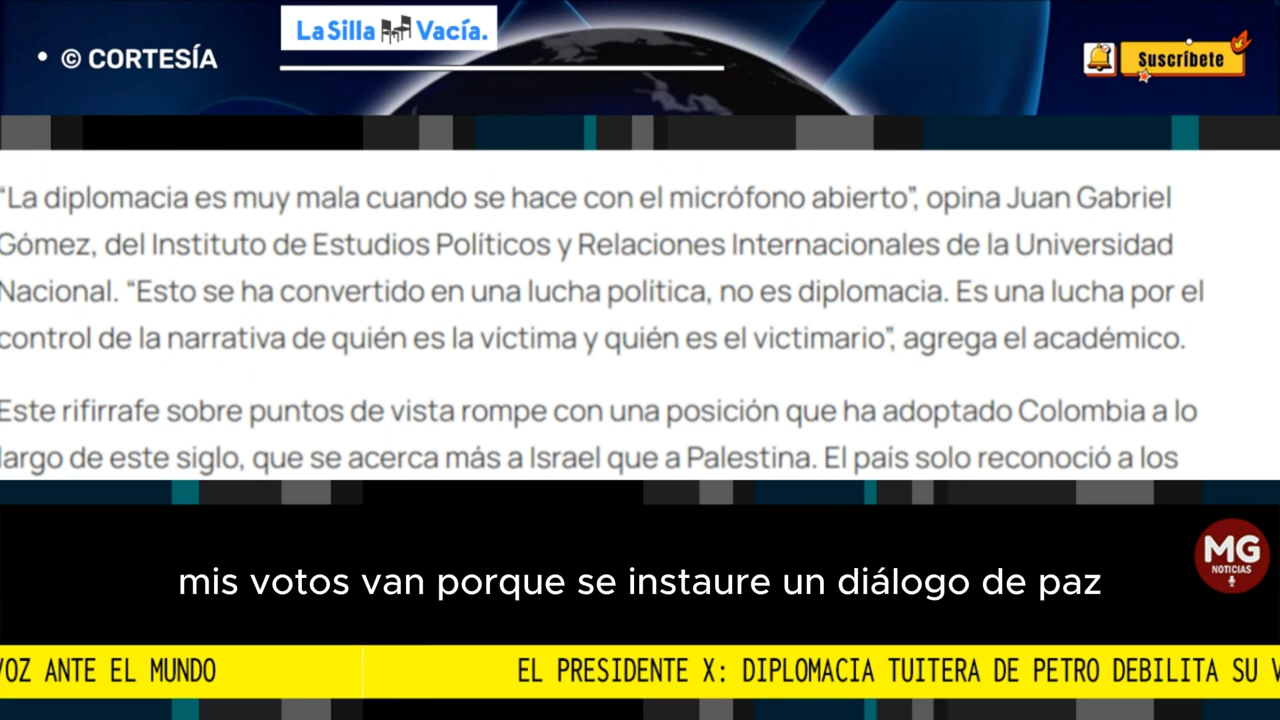 LaSilla Vacía.
• © CORTESÍA
Suscríbete
“La diplomacia es muy mala cuando se hace con el micrófono abierto”, opina Juan Gabriel
Gómez, del Instituto de Estudios Políticos y Relaciones Internacionales de la Universidad
Nacional. “Esto se ha convertido en una lucha política, no es diplomacia. Es una lucha por el
control de la narrativa de quién es la víctima y quién es el victimario”, agrega el académico.
Este rifirrafe sobre puntos de vista rompe con una posición que ha adoptado Colombia a lo
largo de este siglo, que se acerca más a Israel que a Palestina. El país solo reconoció a los
MG
NOTICIAS
mis votos van porque se instaure un diálogo de paz
VOZ ANTE EL MUNDO EL PRESIDENTE X: DIPLOMACIA TUITERA DE PETRO DEBILITA SU V